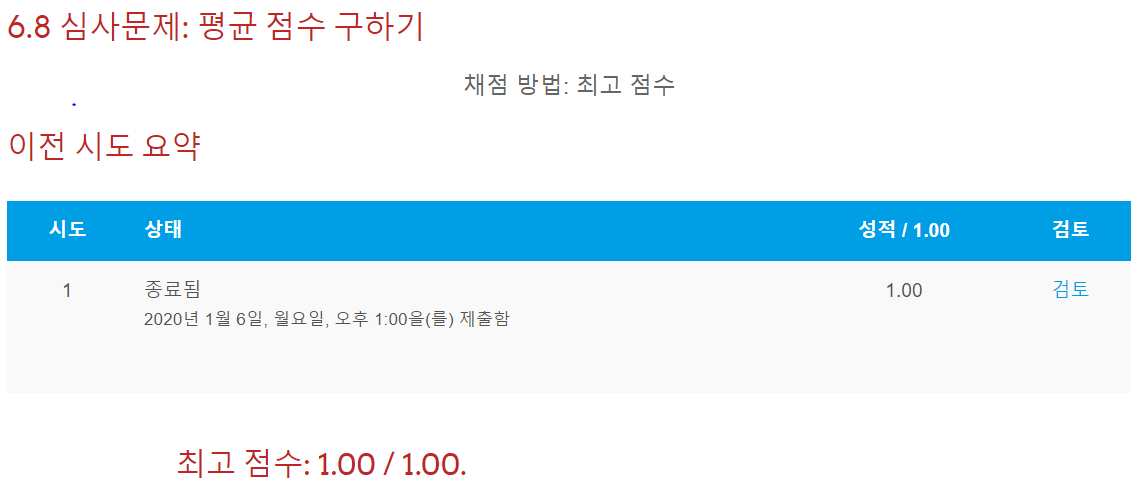 6.8 심사문제: 평균 점수 구하기
채점 방법: 최고 점수
이전 시도 요약
시도 상태 성적 / 1.00 검토
1 종료됨 1.00 검토
2020년 1월 6일, 월요일, 오후 1:00을(를) 제출함
최고 점수: 1.00 / 1.00.